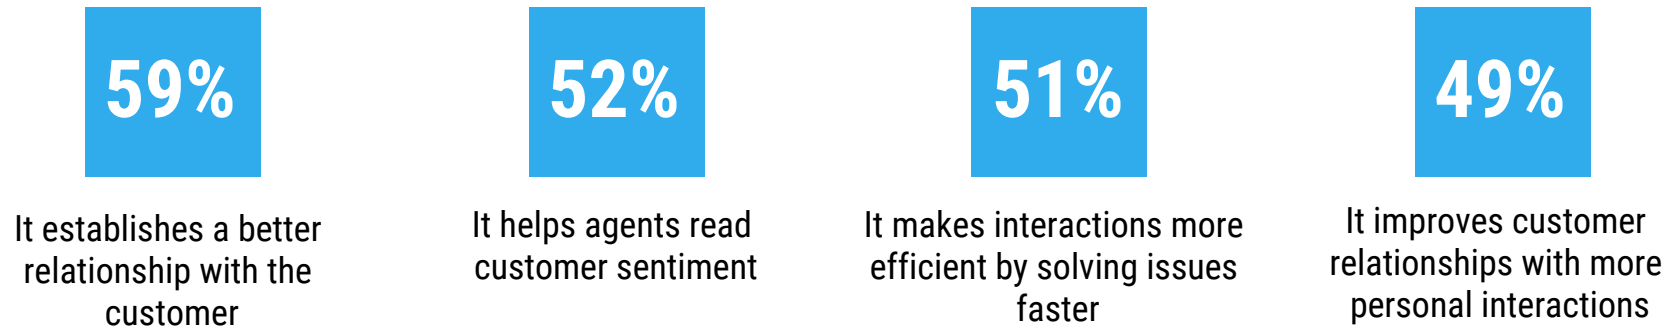 59%
It establishes a better
relationship with the
customer
52%
It helps agents read
customer sentiment
51%
It makes interactions more
efficient by solving issues
faster
49%
It improves customer
relationships with more
personal interactions